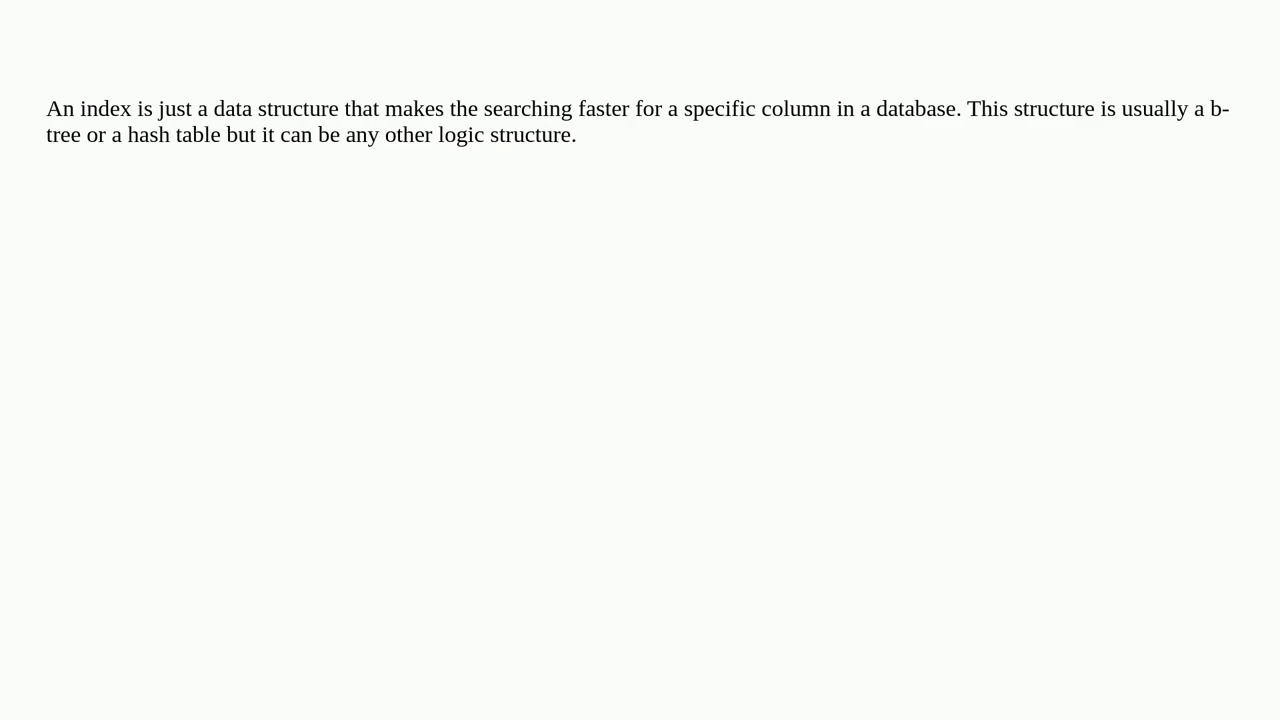 An index is just a data structure that makes the searching faster for a specific column in a database. This structure is usually a b-
tree or a hash table but it can be any other logic structure.